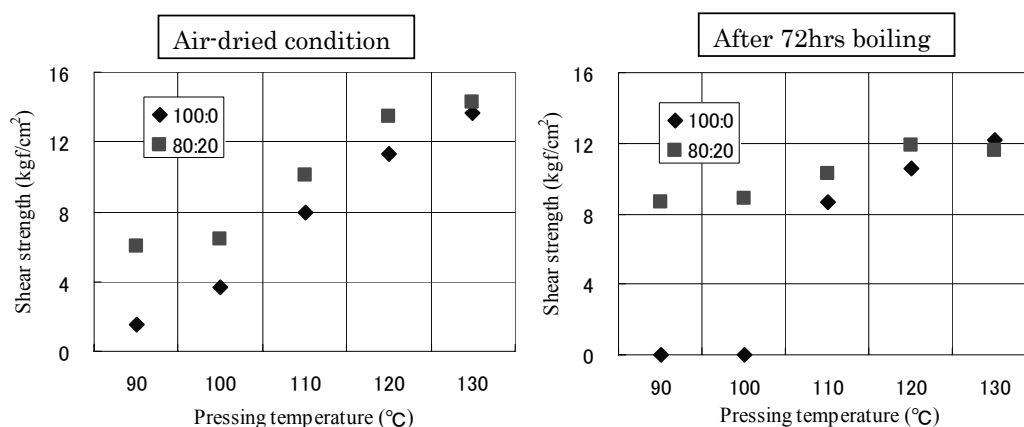 Air-dried condition
Shear strength (kgf/cm²)
16
12
8
4
0
100:0
80:20
90 100 110 120 130
Pressing temperature (℃)
After 72hrs boiling
Shear strength (kgf/cm²)
16
12
8
4
0
100:0
80:20
90 100 110 120 130
Pressing temperature (℃)